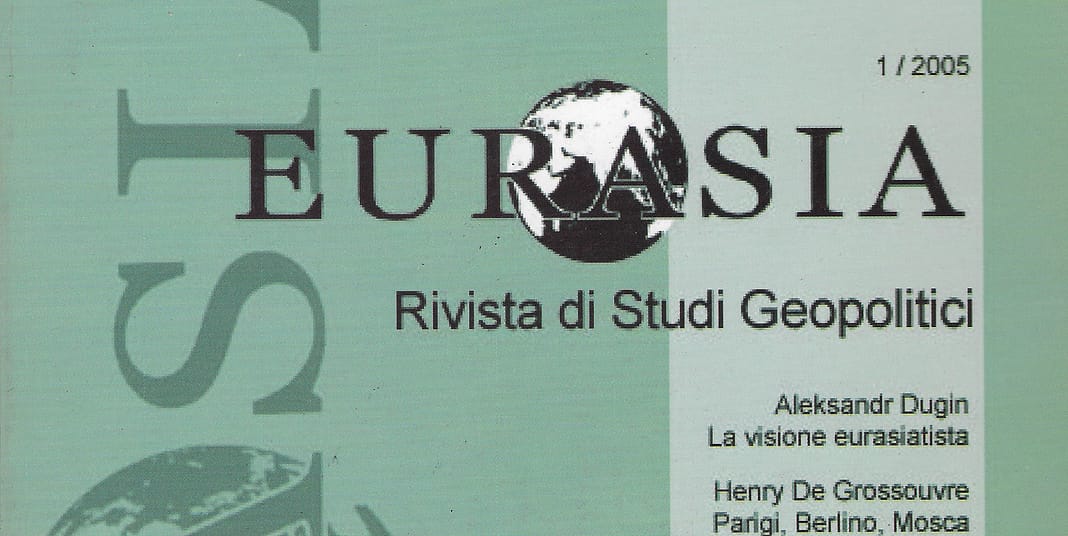 1 / 2005
EURASIA
Rivista di Studi Geopolitici
Aleksandr Dugin
La visione eurasiatista
Henry De Grossouvre
Parigi, Berlino, Mosca